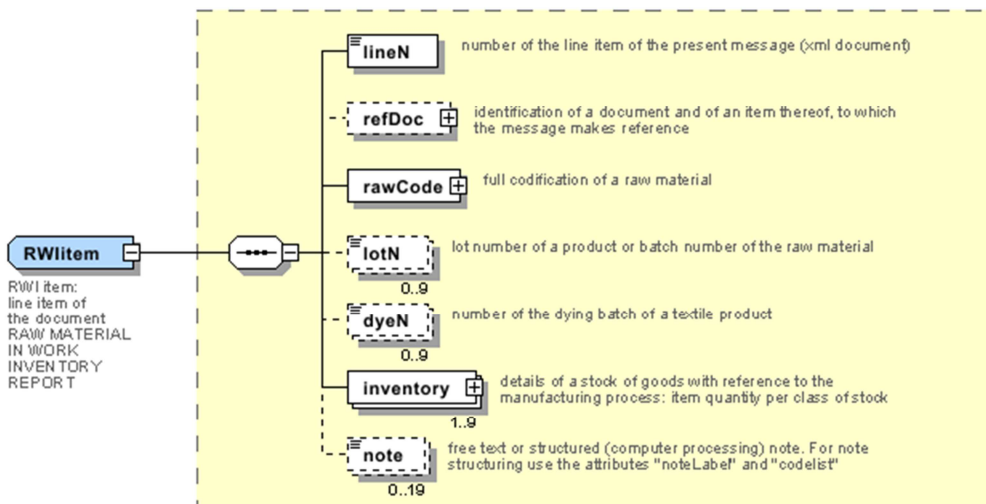 lineN
number of the line item of the present message (xml document)
refDoc
identification of a document and of an item thereof, to which
the message makes reference
rawCode
full codification of a raw material
RWIitem
RWI item:
line item of
the document
RAW MATERIAL
IN WORK
INVENTORY
REPORT
lotN
lot number of a product or batch number of the raw material
0..9
dyeN
number of the dying batch of a textile product
0..9
inventory
details of a stock of goods with reference to the
manufacturing process: item quantity per class of stock
1..9
note
free text or structured (computer processing) note. For note
structuring use the attributes "noteLabel" and "codelist"
0..19